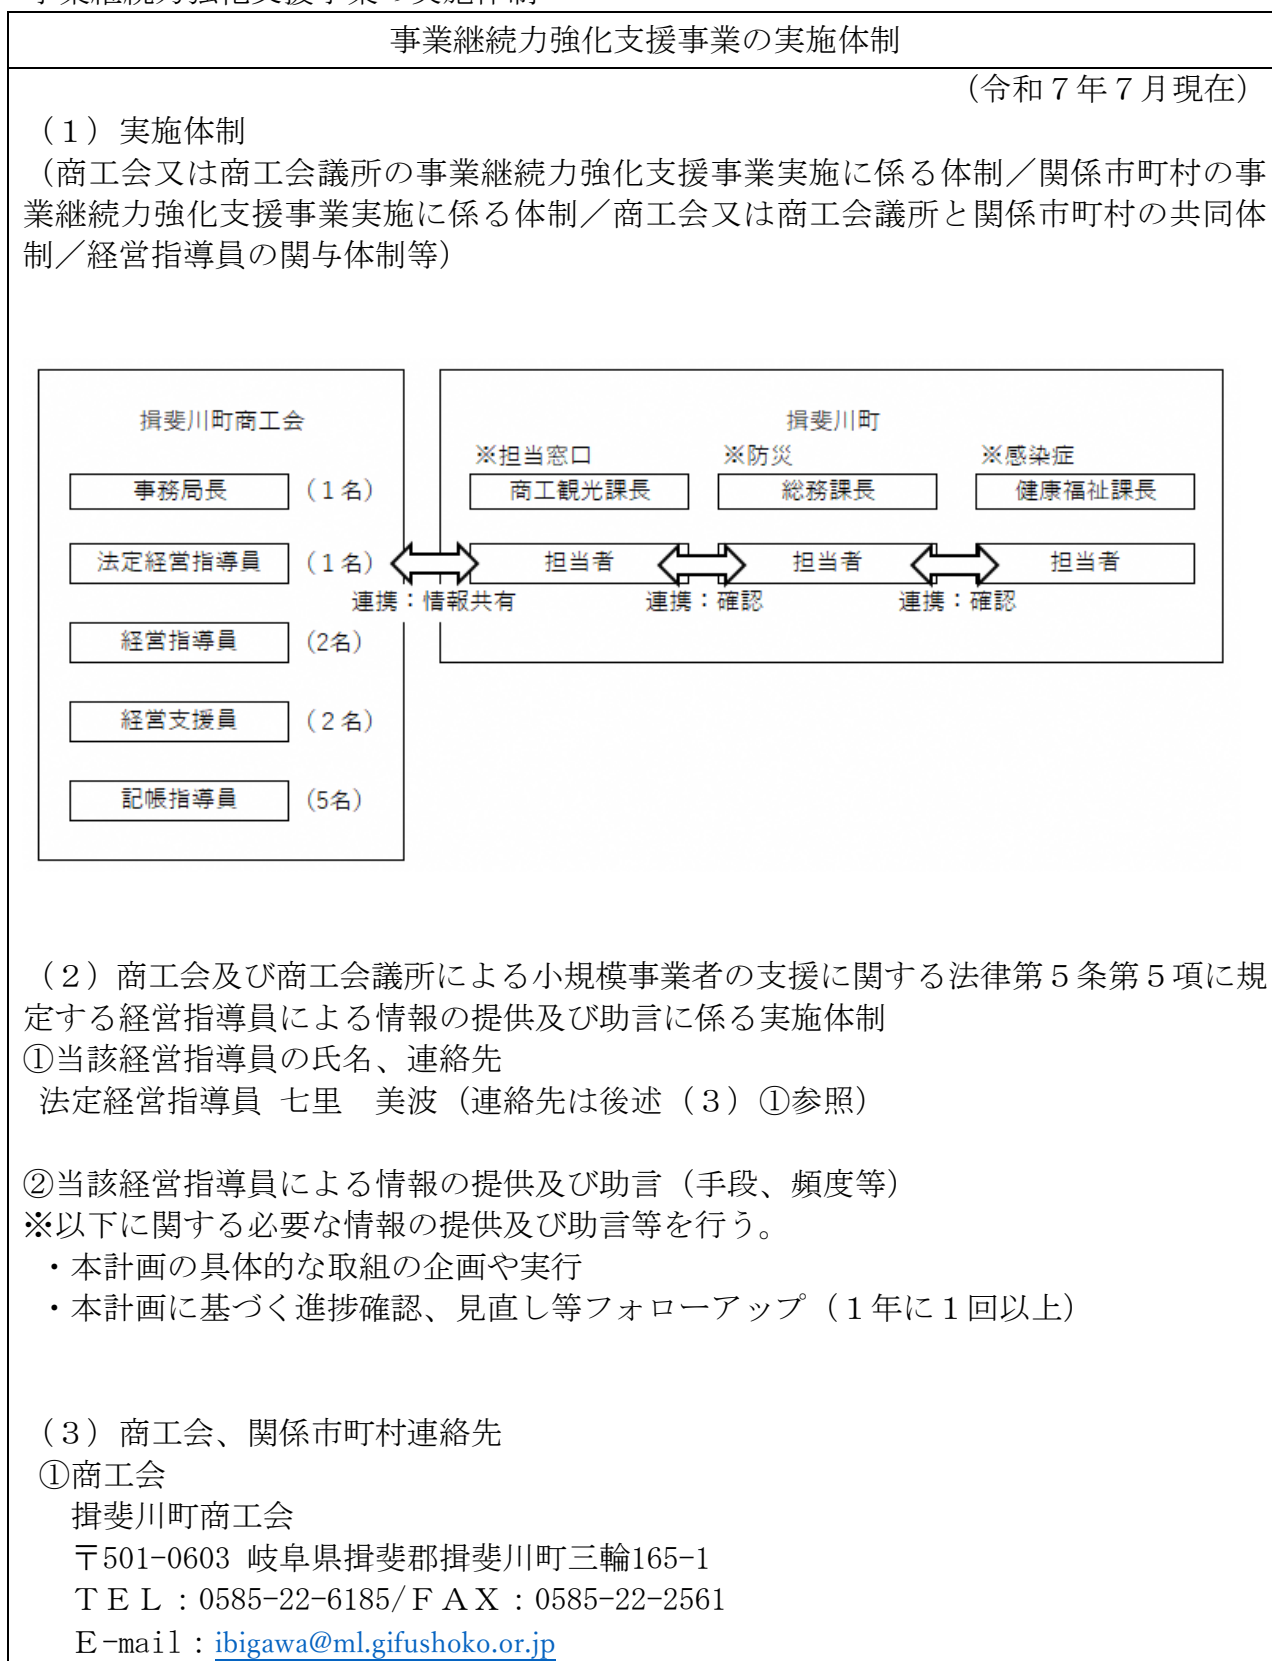 事業継続力強化支援事業の実施体制
（令和７年７月現在）
（１）実施体制
（商工会又は商工会議所の事業継続力強化支援事業実施に係る体制／関係市町村の事
業継続力強化支援事業実施に係る体制／商工会又は商工会議所と関係市町村の共同体
制／経営指導員の関与体制等）
揖斐川町商工会
事務局長 （１名）
法定経営指導員 （１名）
経営指導員 （2名）
経営支援員 （２名）
記帳指導員 （5名）
揖斐川町
※担当窓口 ※防災 ※感染症
商工観光課長 総務課長 健康福祉課長
担当者 担当者 担当者
連携：情報共有 連携：確認 連携：確認
（２）商工会及び商工会議所による小規模事業者の支援に関する法律第５条第５項に規
定する経営指導員による情報の提供及び助言に係る実施体制
①当該経営指導員の氏名、連絡先
法定経営指導員 七里　美波（連絡先は後述（３）①参照）
②当該経営指導員による情報の提供及び助言（手段、頻度等）
※以下に関する必要な情報の提供及び助言等を行う。
・本計画の具体的な取組の企画や実行
・本計画に基づく進捗確認、見直し等フォローアップ（１年に１回以上）
（３）商工会、関係市町村連絡先
①商工会
揖斐川町商工会
〒501-0603 岐阜県揖斐郡揖斐川町三輪165-1
ＴＥＬ：0585-22-6185/ＦＡＸ：0585-22-2561
Ｅ-mail：ibigawa@ml.gifushoko.or.jp